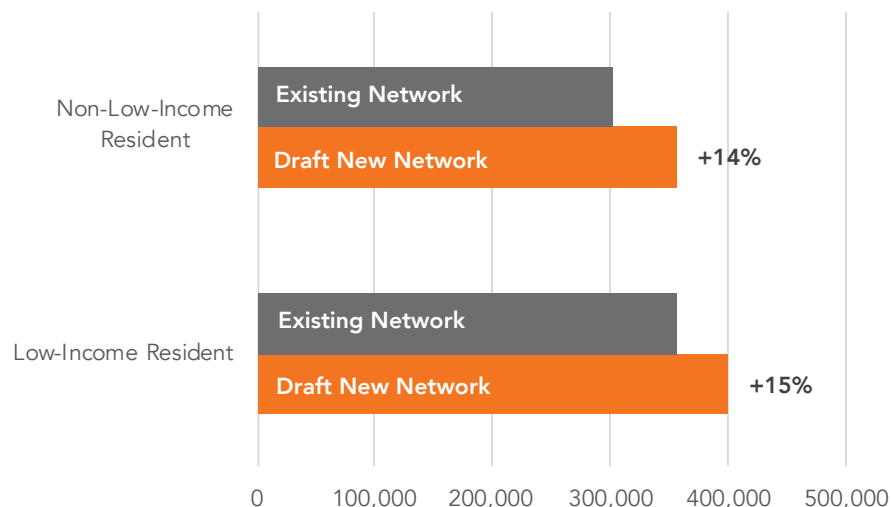 Non-Low-Income
Resident
Existing Network
Draft New Network
+14%
Low-Income Resident
Existing Network
Draft New Network
+15%
0
100,000
200,000
300,000
400,000
500,000